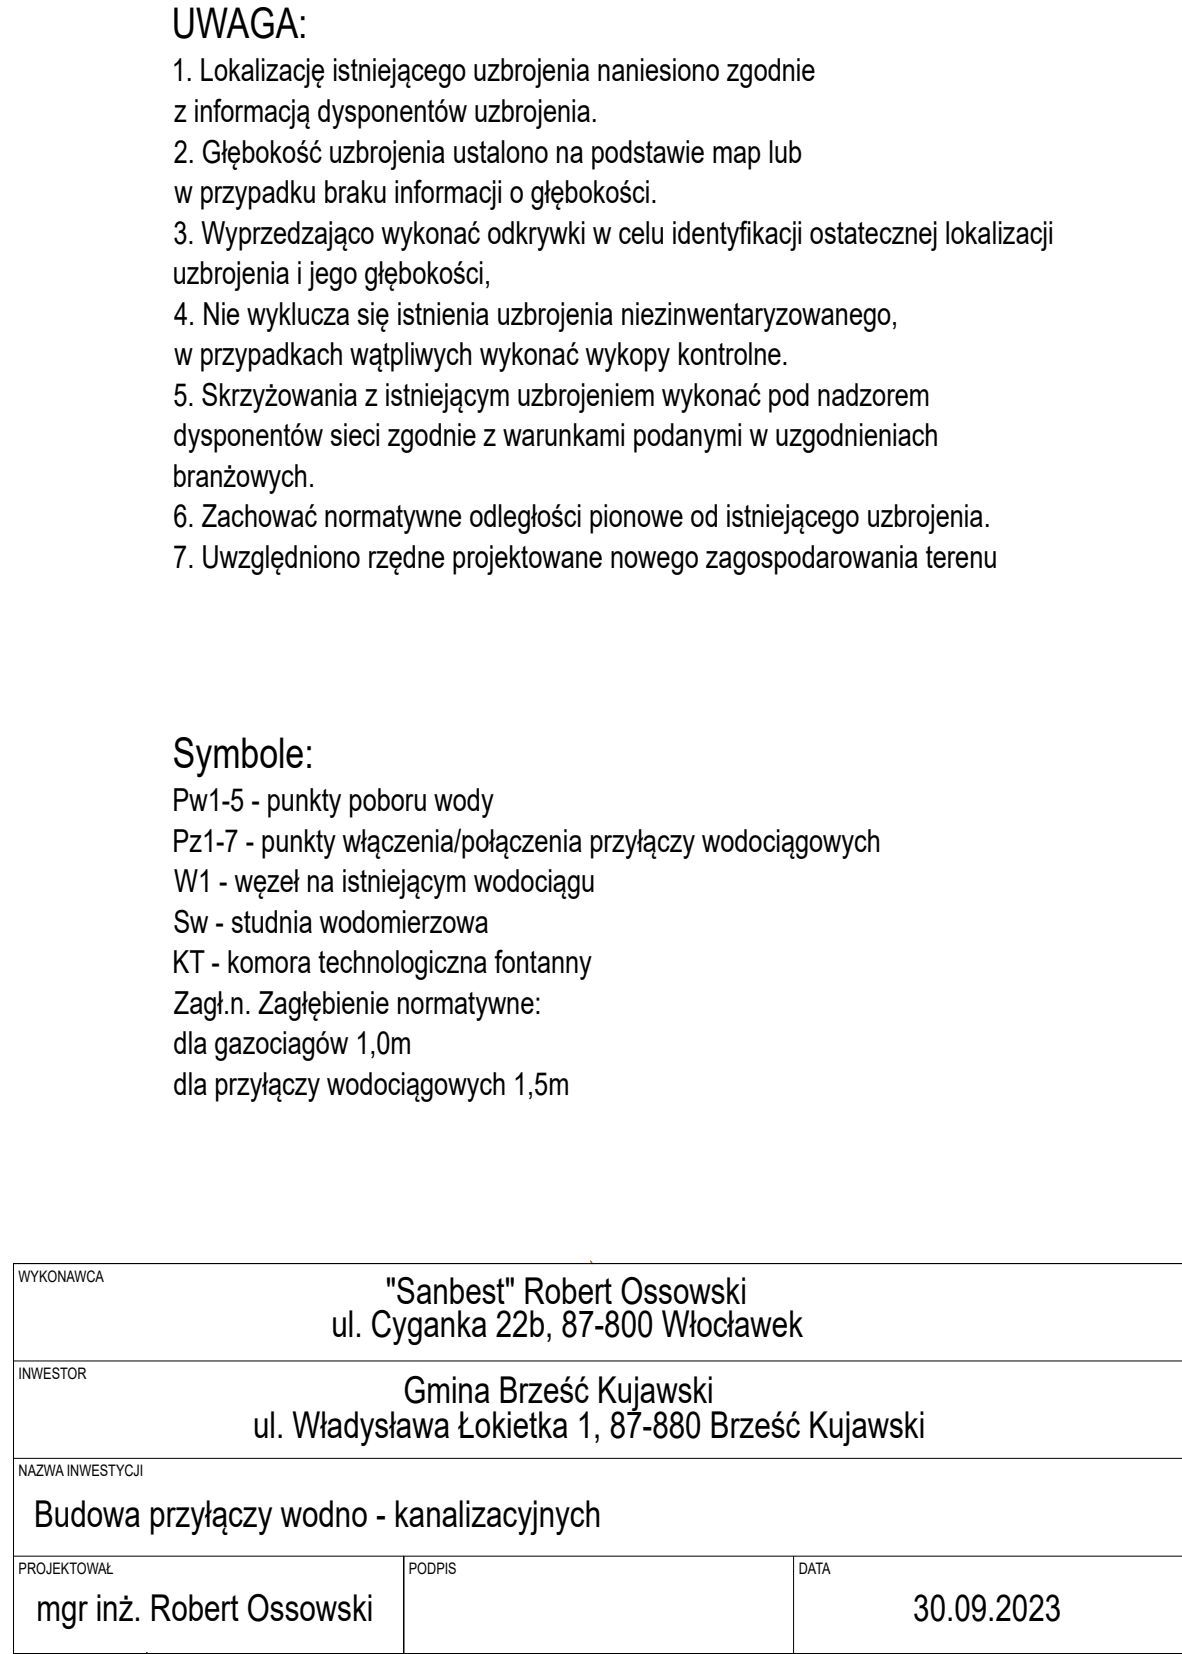 UWAGA:
1. Lokalizację istniejącego uzbrojenia naniesiono zgodnie
z informacją dysponentów uzbrojenia.
2. Głębokość uzbrojenia ustalono na podstawie map lub
w przypadku braku informacji o głębokości.
3. Wyprzedzająco wykonać odkrywki w celu identyfikacji ostatecznej lokalizacji
uzbrojenia i jego głębokości,
4. Nie wyklucza się istnienia uzbrojenia niezinwentaryzowanego,
w przypadkach wątpliwych wykonać wykopy kontrolne.
5. Skrzyżowania z istniejącym uzbrojeniem wykonać pod nadzorem
dysponentów sieci zgodnie z warunkami podanymi w uzgodnieniach
branżowych.
6. Zachować normatywne odległości pionowe od istniejącego uzbrojenia.
7. Uwzględniono rzędne projektowane nowego zagospodarowania terenu
Symbole:
Pw1-5 - punkty poboru wody
Pz1-7 - punkty włączenia/połączenia przyłączy wodociągowych
W1 - węzeł na istniejącym wodociągu
Sw - studnia wodomierzowa
KT - komora technologiczna fontanny
Zagł.n. Zagłębienie normatywne:
dla gazociagów 1,0m
dla przyłączy wodociągowych 1,5m
WYKONAWCA
"Sanbest" Robert Ossowski
ul. Cyganka 22b, 87-800 Włocławek
INWESTOR
Gmina Brześć Kujawski
ul. Władysława Łokietka 1, 87-880 Brześć Kujawski
NAZWA INWESTYCJI
Budowa przyłączy wodno - kanalizacyjnych
PROJEKTOWAŁ
mgr inż. Robert Ossowski
PODPIS
DATA
30.09.2023